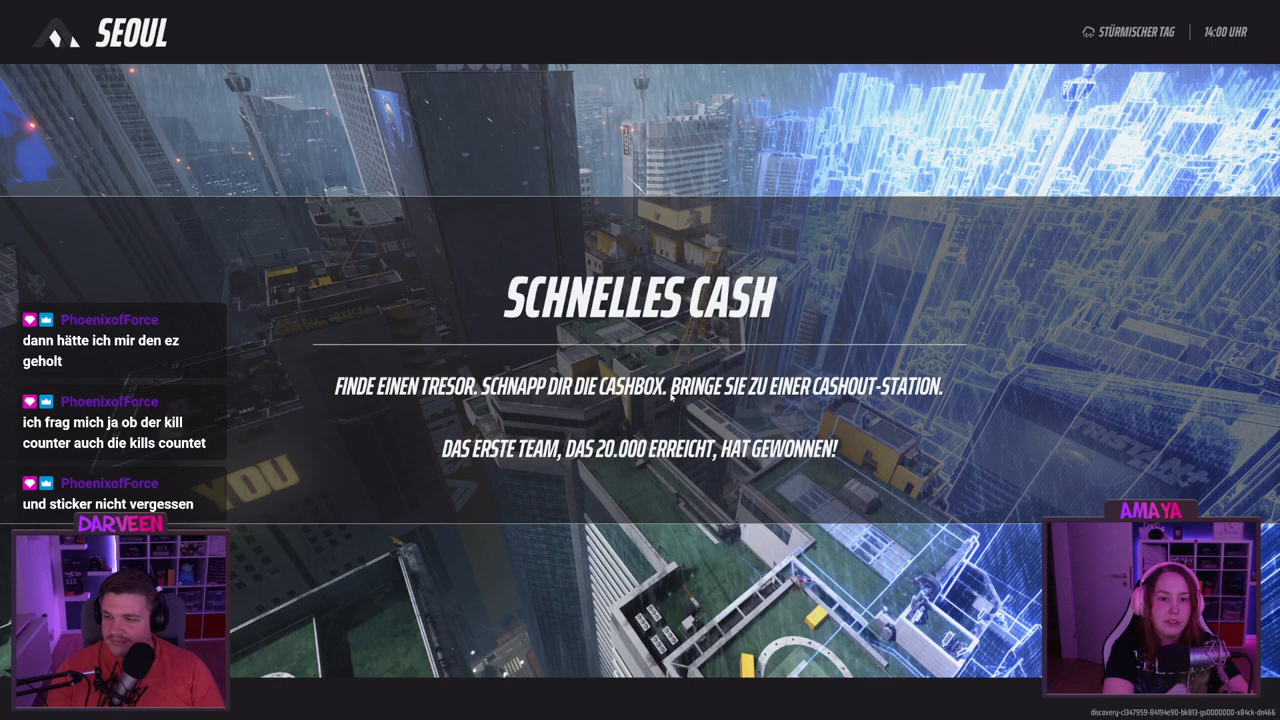 SEOUL
STÜRMISCHER TAG
14:00 UHR
SCHNELLES CASH
FINDE EINEN TRESOR. SCHNAPP DIR DIE CASHBOX. BRINGE SIE ZU EINER CASHOUT-STATION.
DAS ERSTE TEAM, DAS 20.000 ERREICHT, HAT GEWONNEN!
PhoenixofForce
dann hätte ich mir den ez
geholt
PhoenixofForce
ich frag mich ja ob der kill
counter auch die kills countet
PhoenixofForce
und sticker nicht vergessen
YOU
DARVEEN
AMAYA